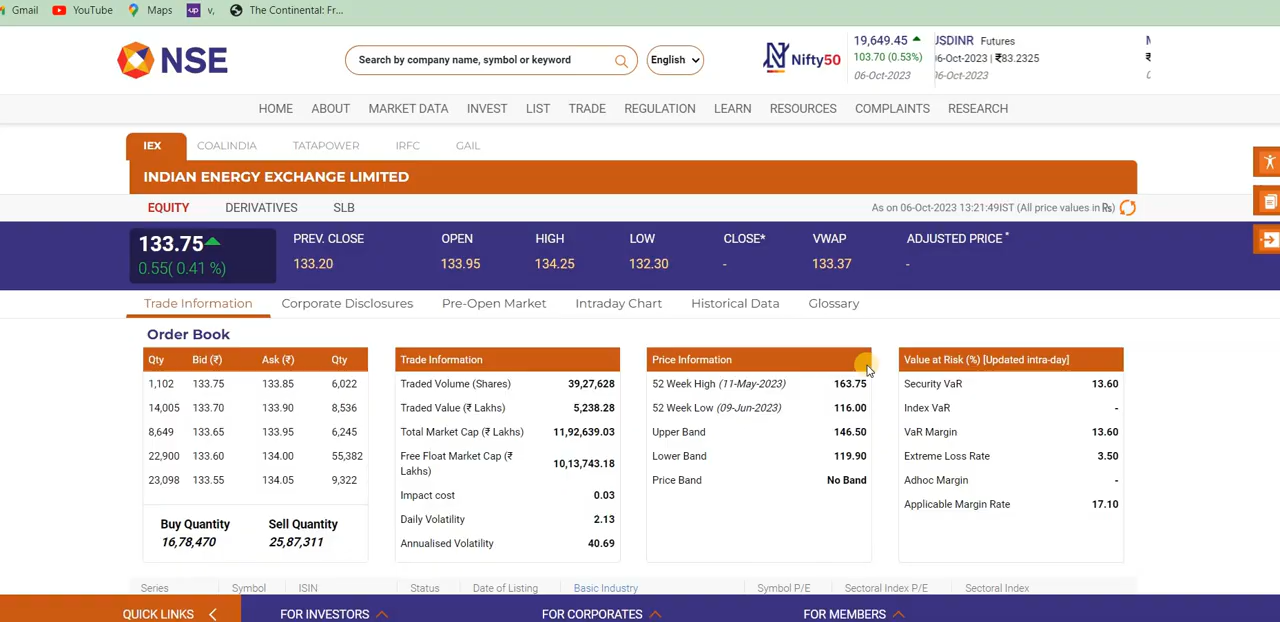 Gmail YouTube Maps up v, The Continental: Fr...
NSE
Search by company name, symbol or keyword
English
Nifty50
19,649.45
103.70 (0.53%)
06-Oct-2023
JSDINR Futures
06-Oct-2023 | ₹83.2325
06-Oct-2023
HOME ABOUT MARKET DATA INVEST LIST TRADE REGULATION LEARN RESOURCES COMPLAINTS RESEARCH
IEX COALINDIA TATAPOWER IRFC GAIL
INDIAN ENERGY EXCHANGE LIMITED
EQUITY DERIVATIVES SLB
As on 06-Oct-2023 13:21:49IST (All price values in ₹)
133.75
0.55( 0.41 %)
PREV. CLOSE OPEN HIGH LOW CLOSE* VWAP ADJUSTED PRICE *
133.20 133.95 134.25 132.30 - 133.37 -
Trade Information Corporate Disclosures Pre-Open Market Intraday Chart Historical Data Glossary
Order Book
Qty Bid (₹) Ask (₹) Qty
1,102 133.75 133.85 6,022
14,005 133.70 133.90 8,536
8,649 133.65 133.95 6,245
22,900 133.60 134.00 55,382
23,098 133.55 134.05 9,322
Buy Quantity Sell Quantity
16,78,470 25,87,311
Trade Information
Traded Volume (Shares) 39,27,628
Traded Value (₹ Lakhs) 5,238.28
Total Market Cap (₹ Lakhs) 11,92,639.03
Free Float Market Cap (₹
Lakhs) 10,13,743.18
Impact cost 0.03
Daily Volatility 2.13
Annualised Volatility 40.69
Price Information
52 Week High (11-May-2023) 163.75
52 Week Low (09-Jun-2023) 116.00
Upper Band 146.50
Lower Band 119.90
Price Band No Band
Value at Risk (%) [Updated intra-day]
Security VaR 13.60
Index VaR -
VaR Margin 13.60
Extreme Loss Rate 3.50
Adhoc Margin -
Applicable Margin Rate 17.10
Series Symbol ISIN Status Date of Listing Basic Industry Symbol P/E Sectoral Index P/E Sectoral Index
QUICK LINKS FOR INVESTORS FOR CORPORATES FOR MEMBERS